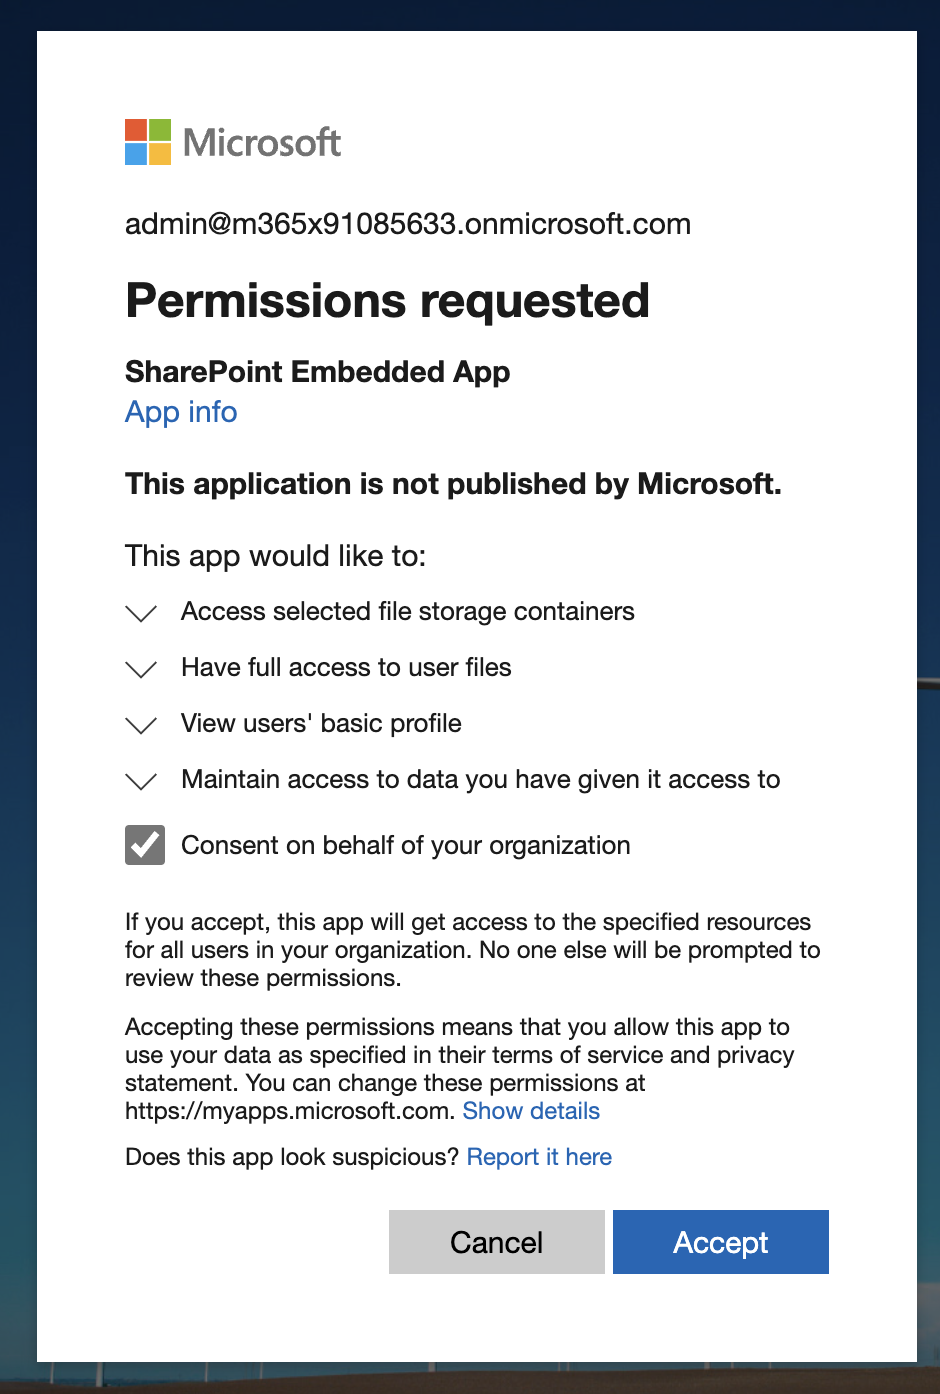 Microsoft
admin@m365x91085633.onmicrosoft.com
Permissions requested
SharePoint Embedded App
App info
This application is not published by Microsoft.
This app would like to:
Access selected file storage containers
Have full access to user files
View users' basic profile
Maintain access to data you have given it access to
Consent on behalf of your organization
If you accept, this app will get access to the specified resources
for all users in your organization. No one else will be prompted to
review these permissions.
Accepting these permissions means that you allow this app to
use your data as specified in their terms of service and privacy
statement. You can change these permissions at
https://myapps.microsoft.com. Show details
Does this app look suspicious? Report it here
Cancel Accept